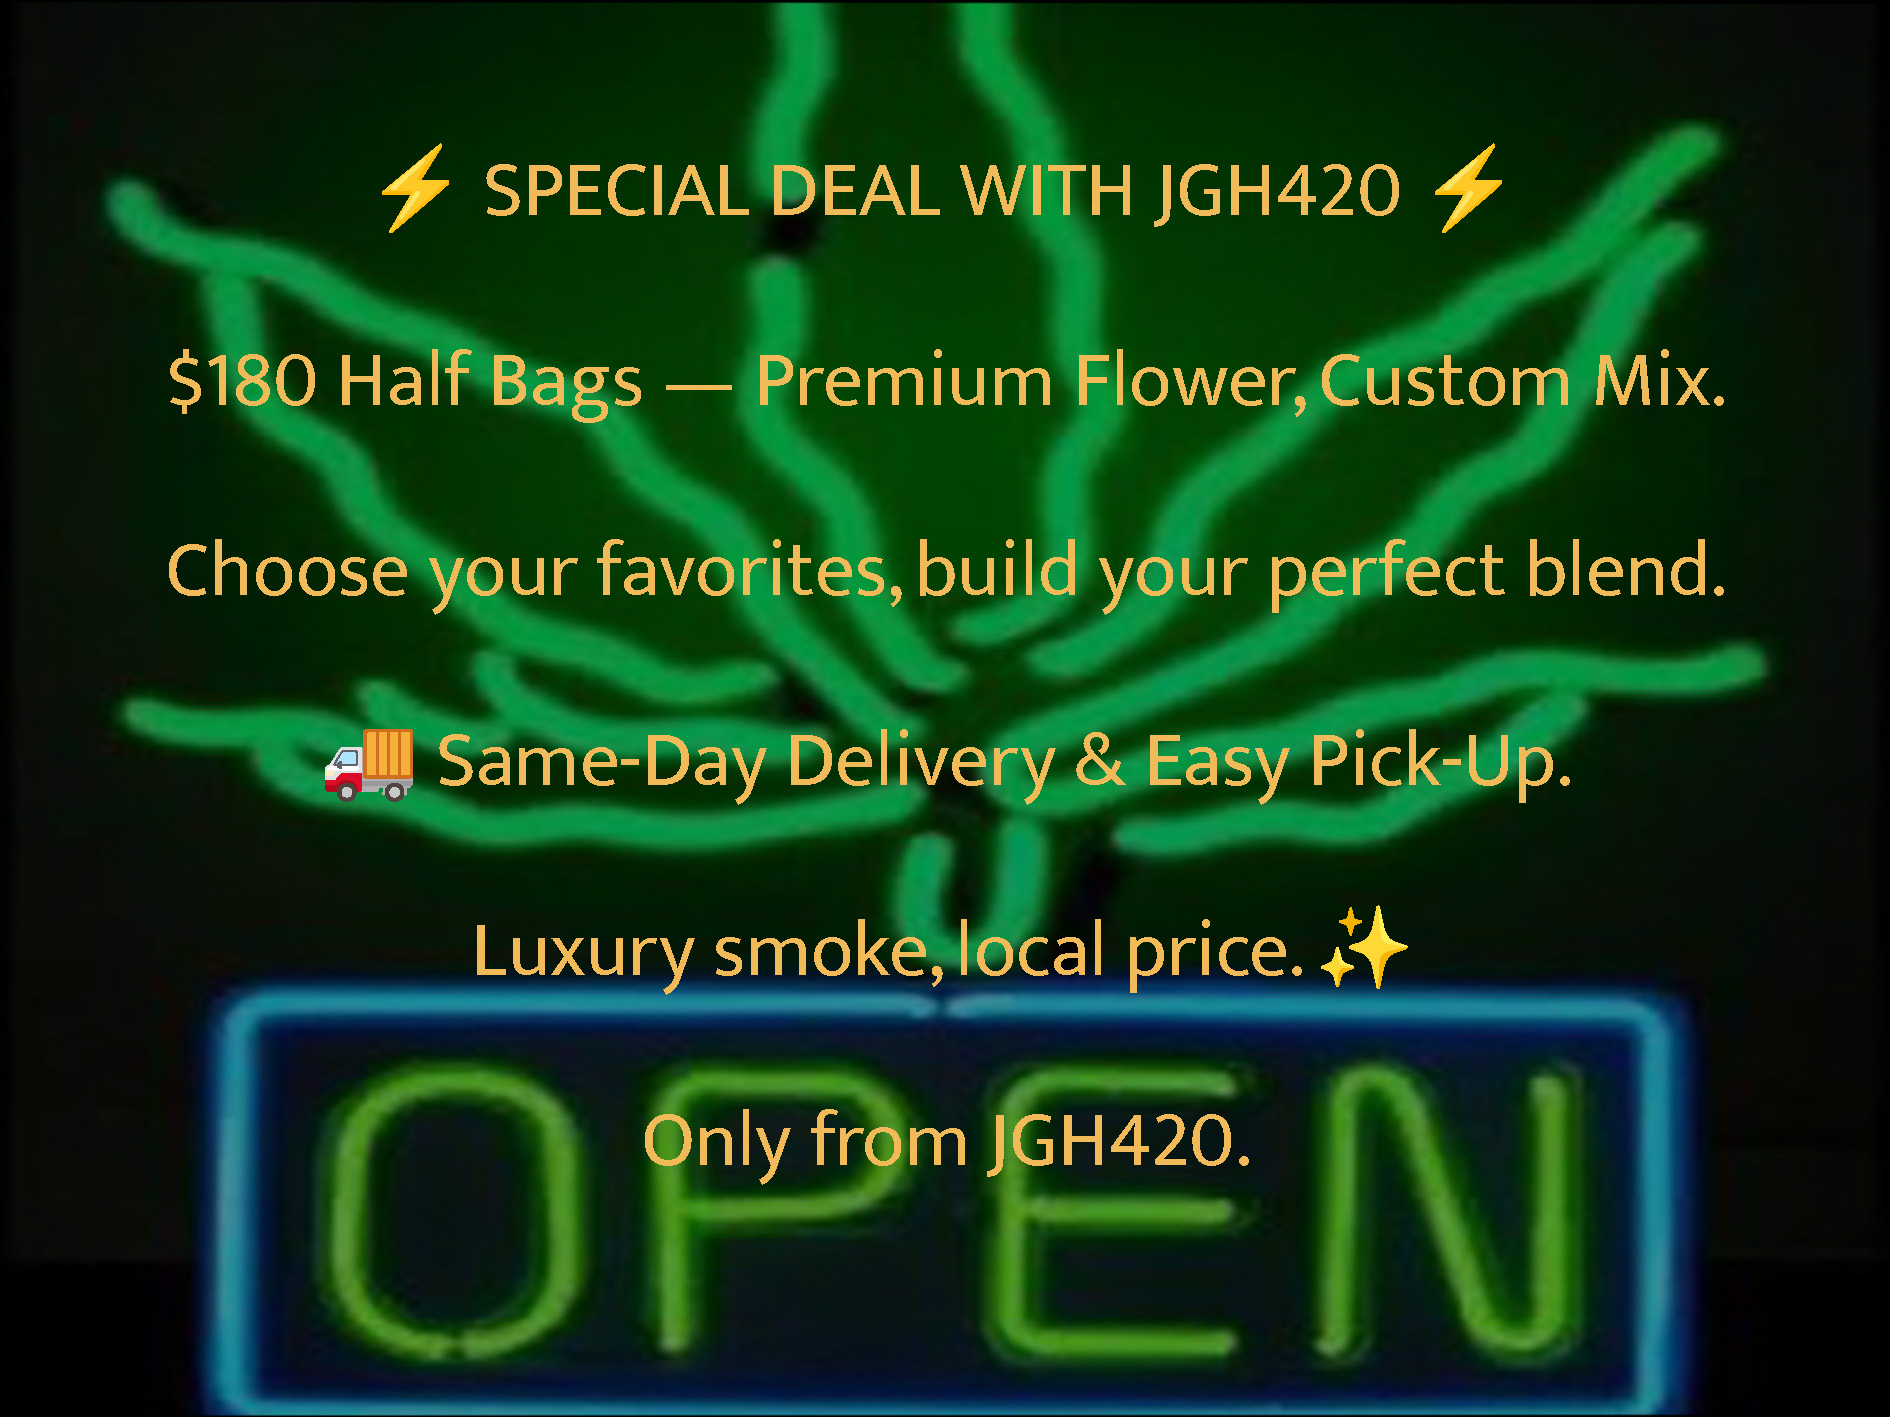 ⚡ SPECIAL DEAL WITH JGH420 ⚡
$180 Half Bags — Premium Flower, Custom Mix.
Choose your favorites, build your perfect blend.
🚚 Same-Day Delivery & Easy Pick-Up.
Luxury smoke, local price. ✨
Only from JGH420.
OPEN